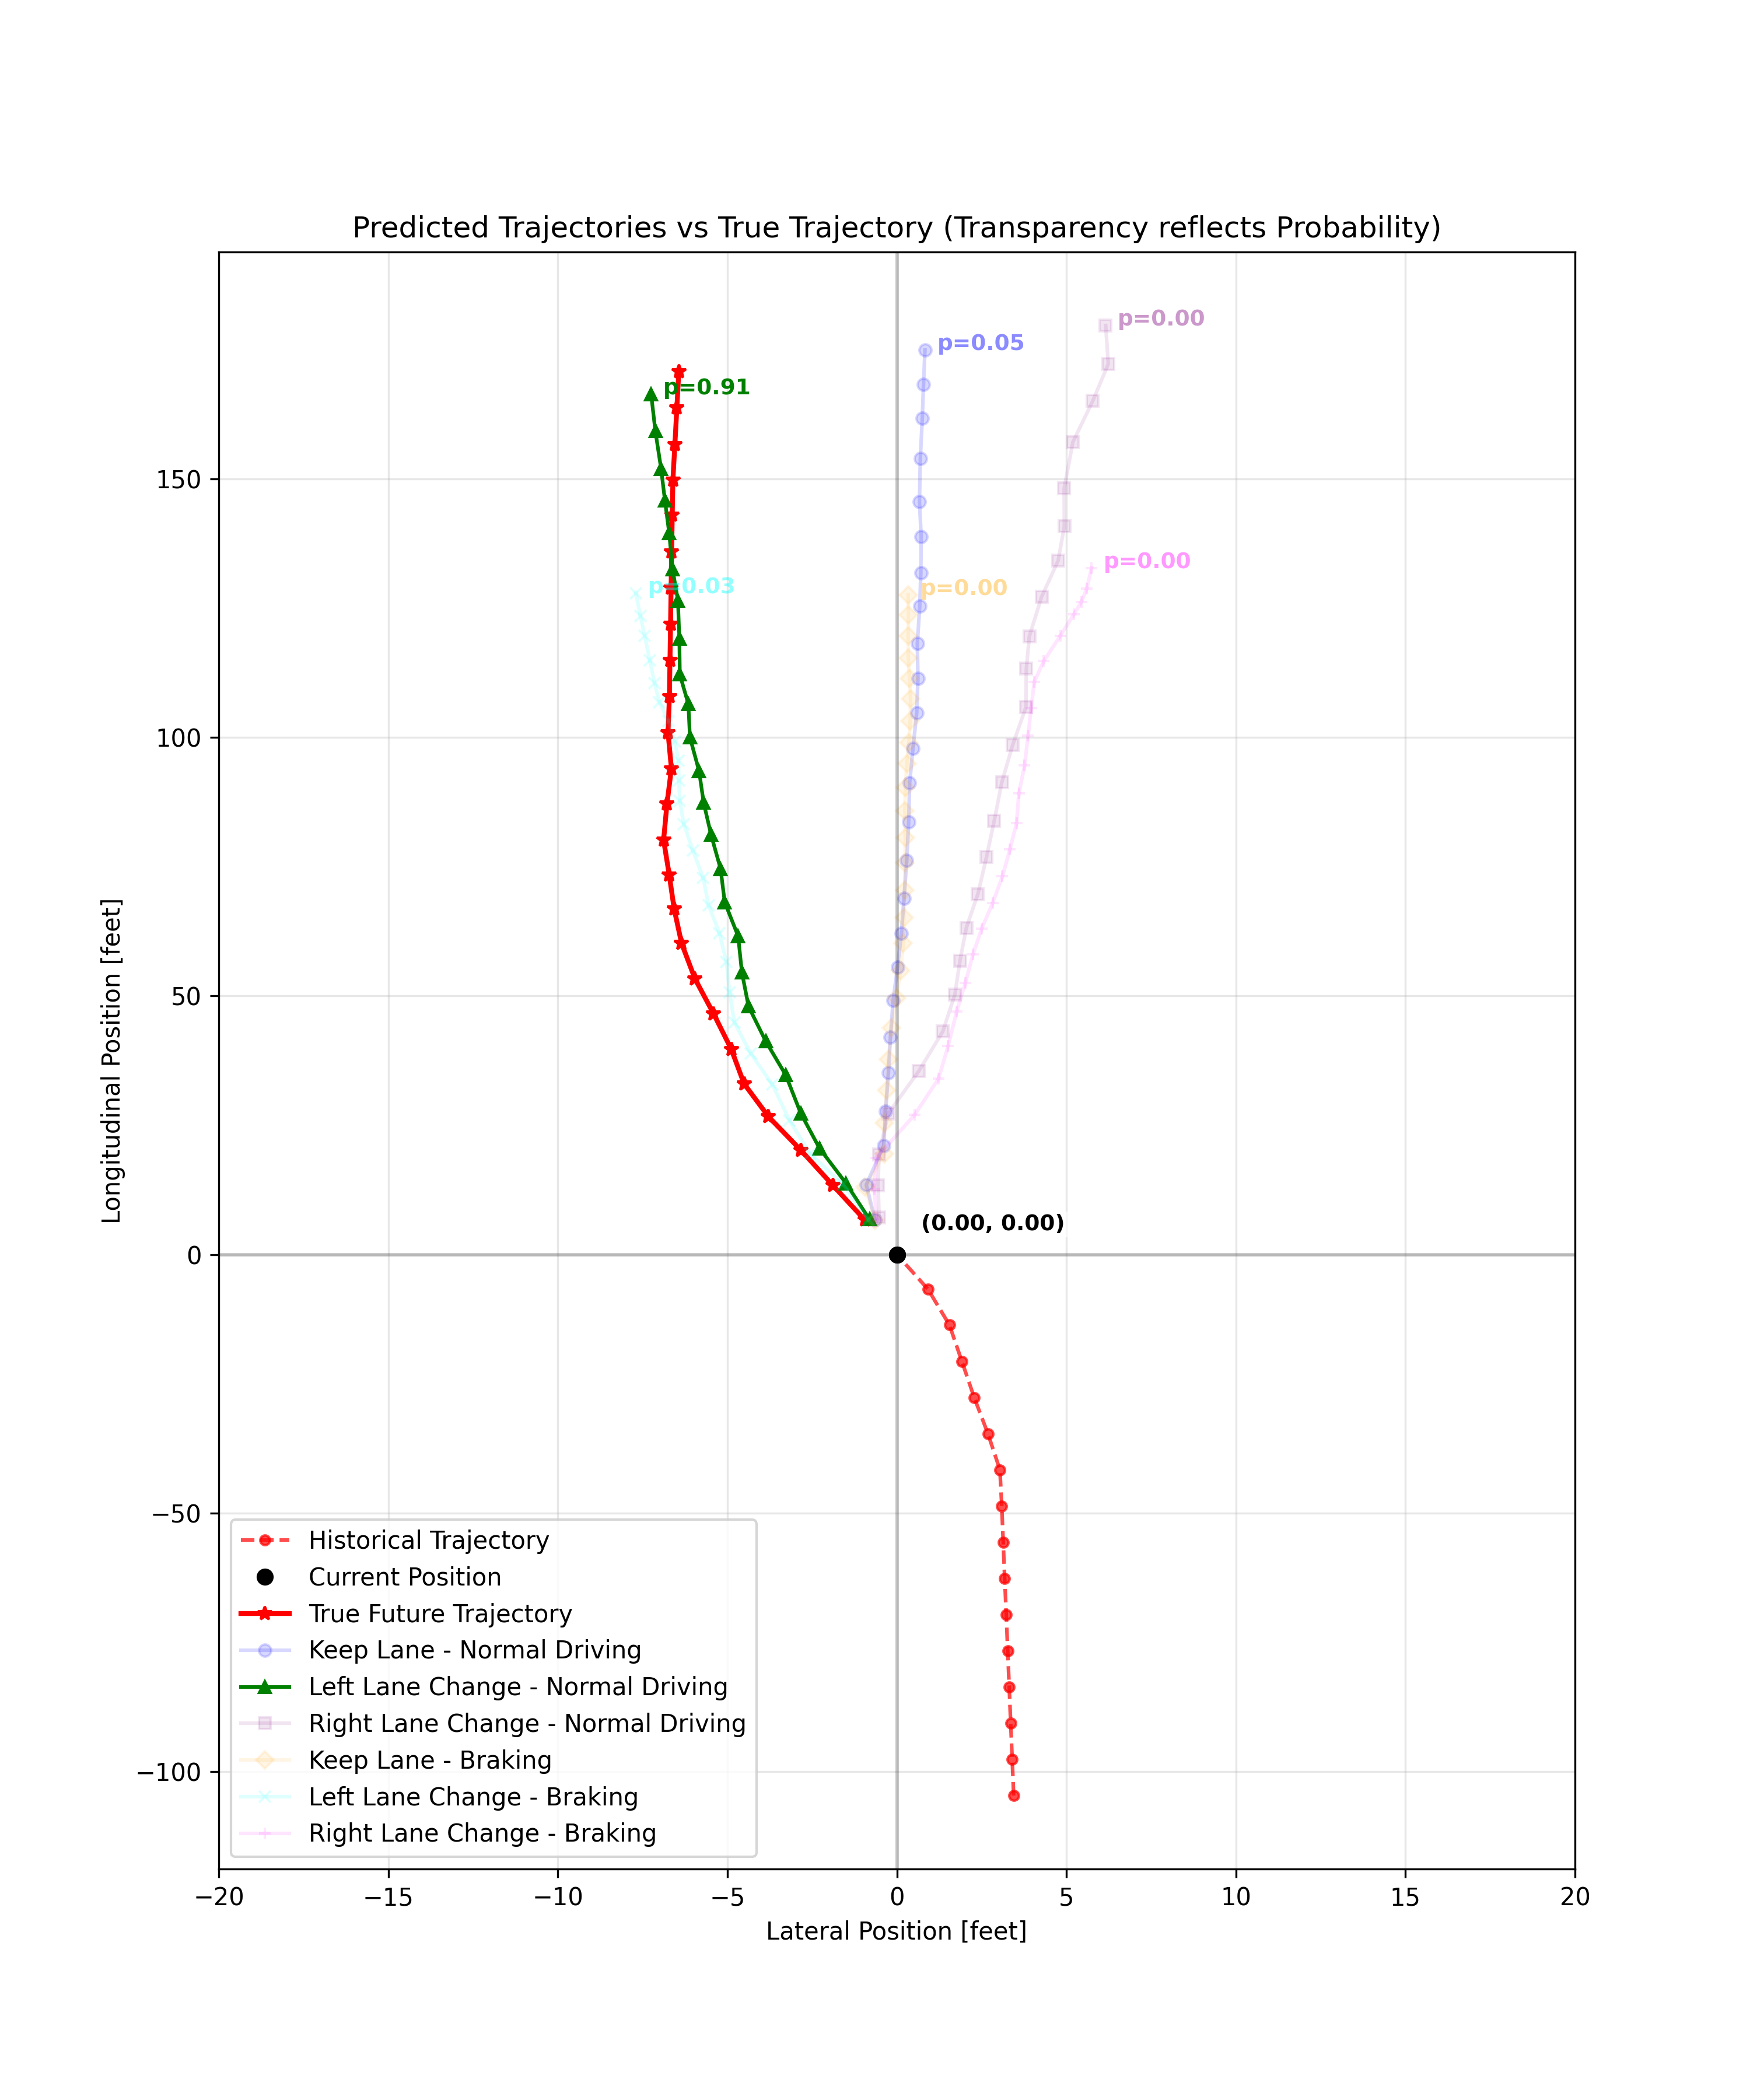 Predicted Trajectories vs True Trajectory (Transparency reflects Probability)
p=0.00
p=0.05
p=0.91
p=0.00
p=0.03
p=0.00
(0.00, 0.00)
150
100
50
0
−50
−100
Longitudinal Position [feet]
Historical Trajectory
Current Position
True Future Trajectory
Keep Lane - Normal Driving
Left Lane Change - Normal Driving
Right Lane Change - Normal Driving
Keep Lane - Braking
Left Lane Change - Braking
Right Lane Change - Braking
−20 −15 −10 −5 0 5 10 15 20
Lateral Position [feet]